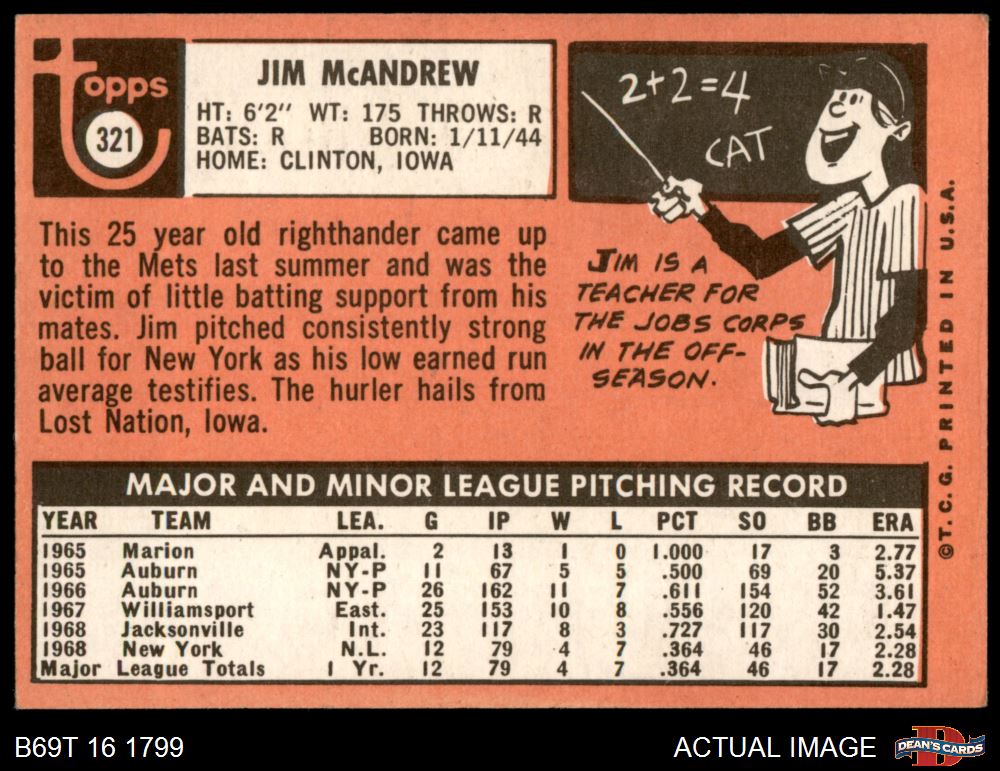 Topps
321
JIM McANDREW
HT: 6'2" WT: 175 THROWS: R
BATS: R BORN: 1/11/44
HOME: CLINTON, IOWA
2+2=4
CAT
This 25 year old righthander came up
to the Mets last summer and was the
victim of little batting support from his
mates. Jim pitched consistently strong
ball for New York as his low earned run
average testifies. The hurler hails from
Lost Nation, Iowa.
JIM IS A
TEACHER FOR
THE JOBS CORPS
IN THE OFF-
SEASON.
©T. C. G. PRINTED IN U.S.A.
MAJOR AND MINOR LEAGUE PITCHING RECORD
YEAR TEAM LEA. G IP W L PCT SO BB ERA
1965 Marion Appal. 2 13 1 0 1.000 17 3 2.77
1965 Auburn NY-P 11 67 5 5 .500 69 20 5.37
1966 Auburn NY-P 26 162 11 7 .611 154 52 3.61
1967 Williamsport East. 25 153 10 8 .556 120 42 1.47
1968 Jacksonville Int. 23 117 8 3 .727 117 30 2.54
1968 New York N.L. 12 79 4 7 .364 46 17 2.28
Major League Totals 1 Yr. 12 79 4 7 .364 46 17 2.28
B69T 16 1799
ACTUAL IMAGE
DEAN'S CARDS